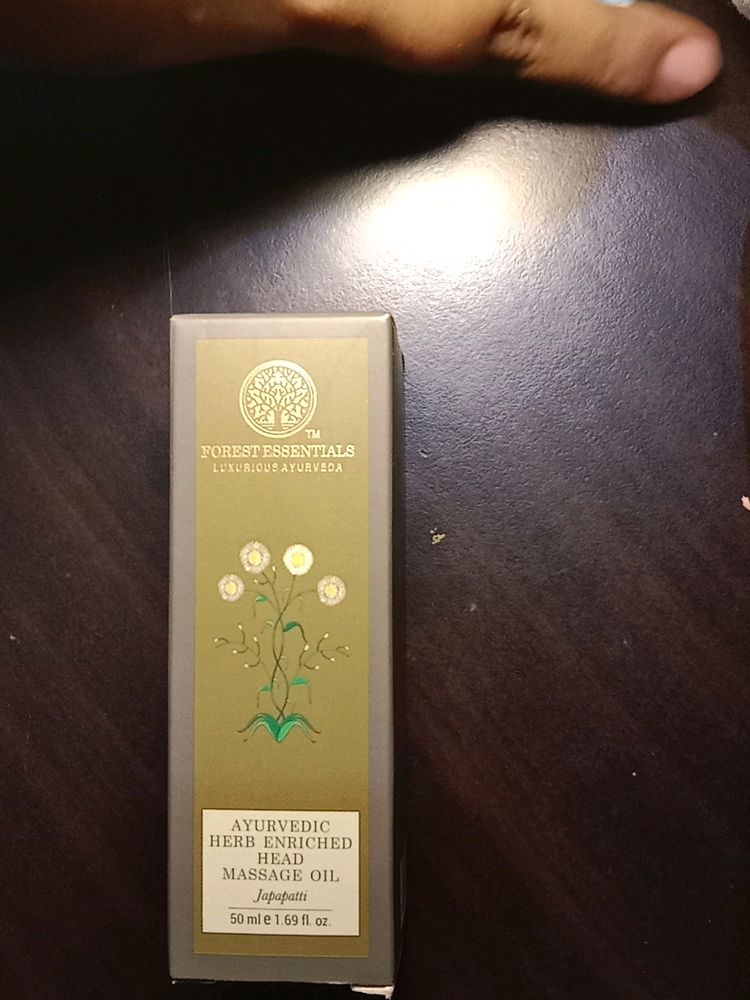 TM
FOREST ESSENTIALS
LUXURIOUS AYURVEDA
AYURVEDIC
HERB ENRICHED
HEAD
MASSAGE OIL
Japapatti
50 ml e 1.69 fl. oz.